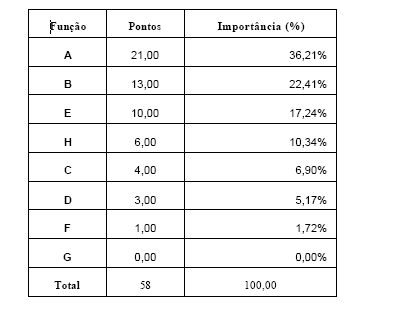 Função Pontos Importância (%)
A 21,00 36,21%
B 13,00 22,41%
E 10,00 17,24%
H 6,00 10,34%
C 4,00 6,90%
D 3,00 5,17%
F 1,00 1,72%
G 0,00 0,00%
Total 58 100,00